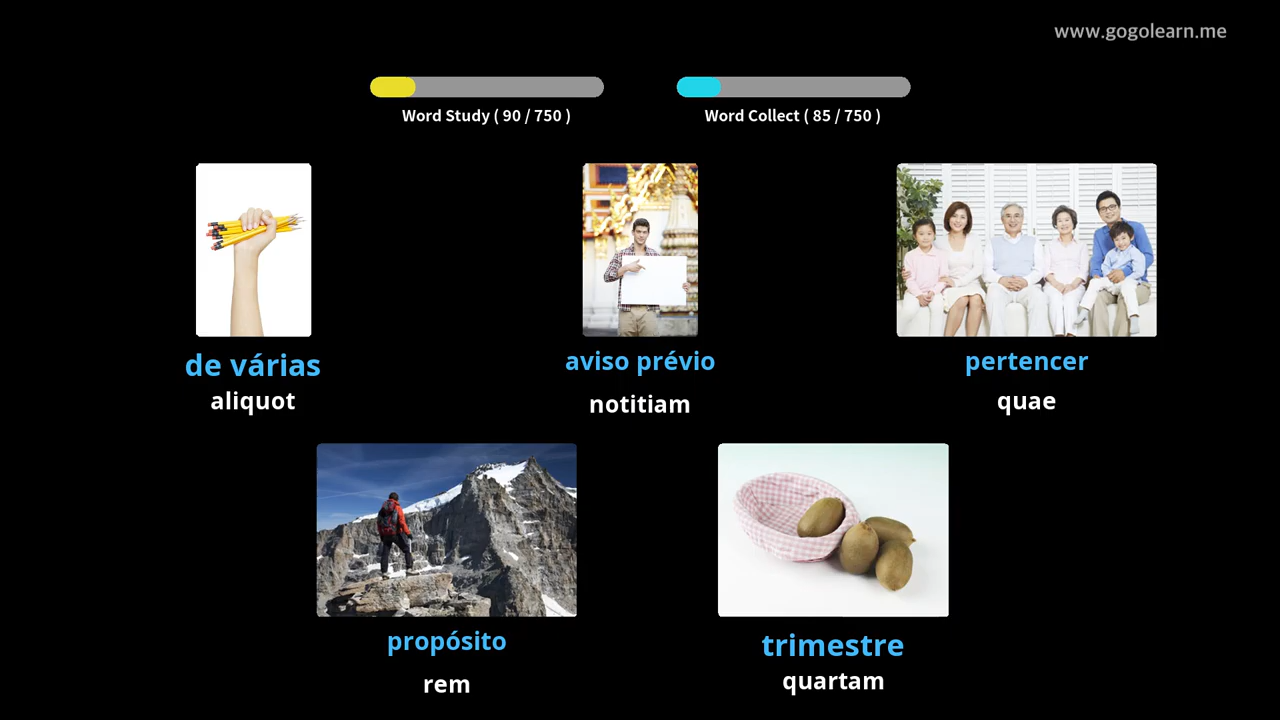 www.gogolearn.me
Word Study ( 90 / 750 )
Word Collect ( 85 / 750 )
de várias
aliquot
aviso prévio
notitiam
pertencer
quae
propósito
rem
trimestre
quartam